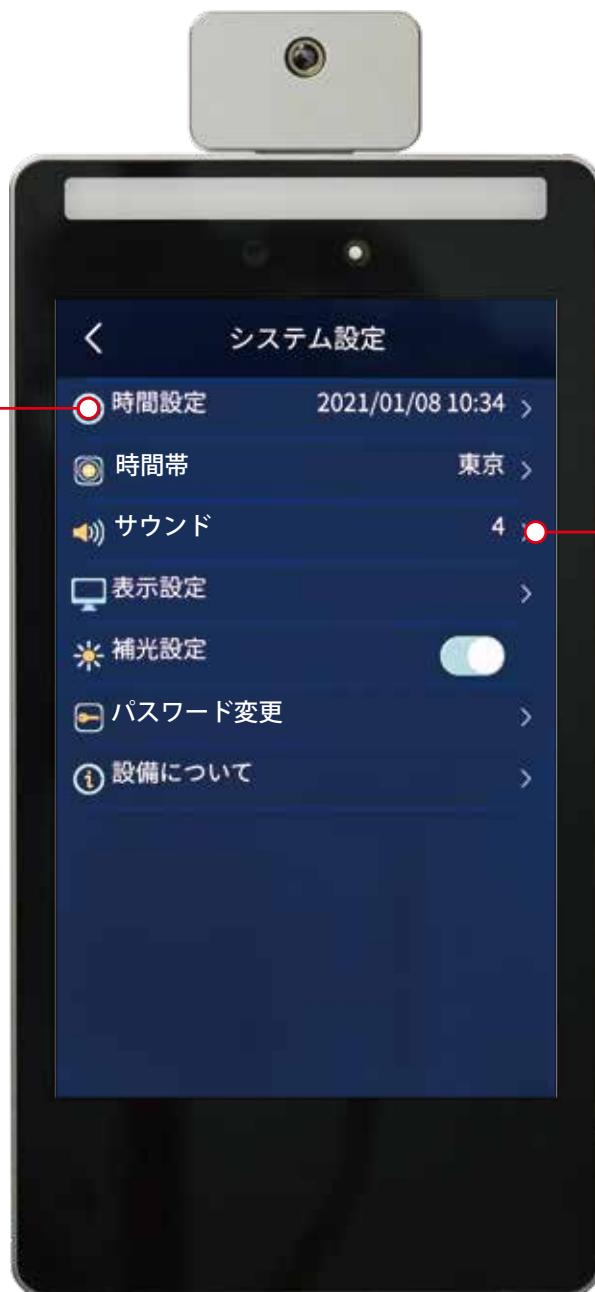 システム設定
時間設定 2021/01/08 10:34
時間帯 東京
サウンド 4
表示設定
補光設定
パスワード変更
設備について